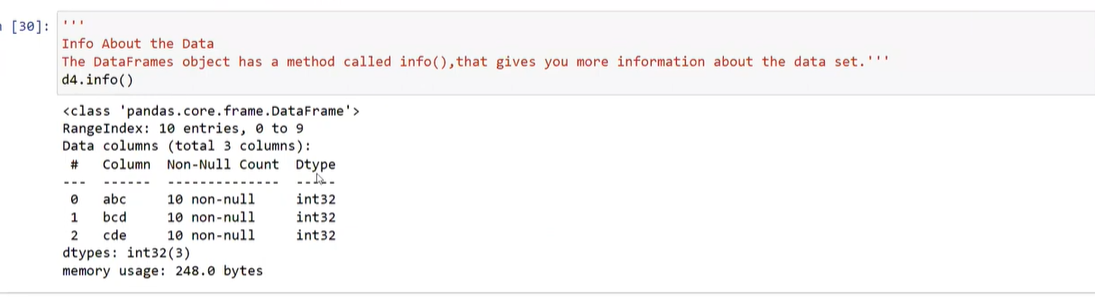 [30]: '''
Info About the Data
The DataFrames object has a method called info(),that gives you more information about the data set.'''
d4.info()
<class 'pandas.core.frame.DataFrame'>
RangeIndex: 10 entries, 0 to 9
Data columns (total 3 columns):
#   Column  Non-Null Count  Dtype
---  ------  --------------  -----
0   abc     10 non-null     int32
1   bcd     10 non-null     int32
2   cde     10 non-null     int32
dtypes: int32(3)
memory usage: 248.0 bytes